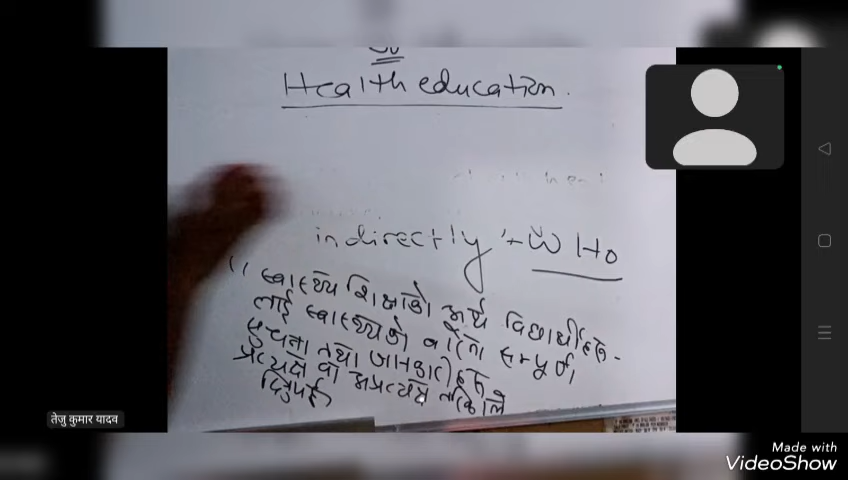 Health education.
indirectly"-WHO
"स्वास्थ्य शिक्षाको अर्थ विद्यार्थीहरु-
लाई स्वास्थ्यको बारेमा सम्पूर्ण
सुचना तथा जानकारीहरु
प्रत्यक्ष वा अप्रत्यक्ष तरिकाले
दिनुपर्छ
तेजु कुमार यादव
Made with
VideoShow